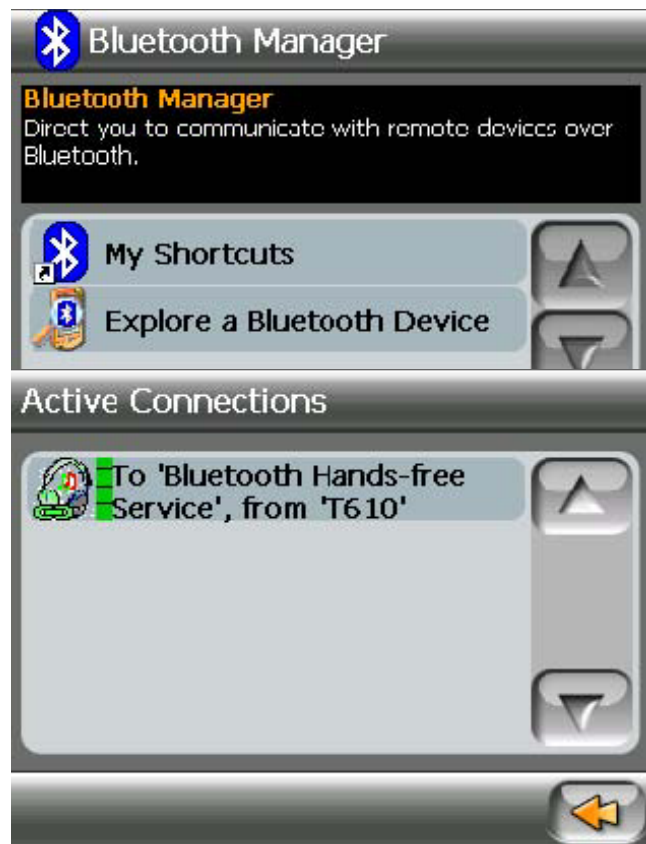 Bluetooth Manager
Bluetooth Manager
Direct you to communicate with remote devices over
Bluetooth.
My Shortcuts
Explore a Bluetooth Device
Active Connections
To 'Bluetooth Hands-free
Service', from 'T610'